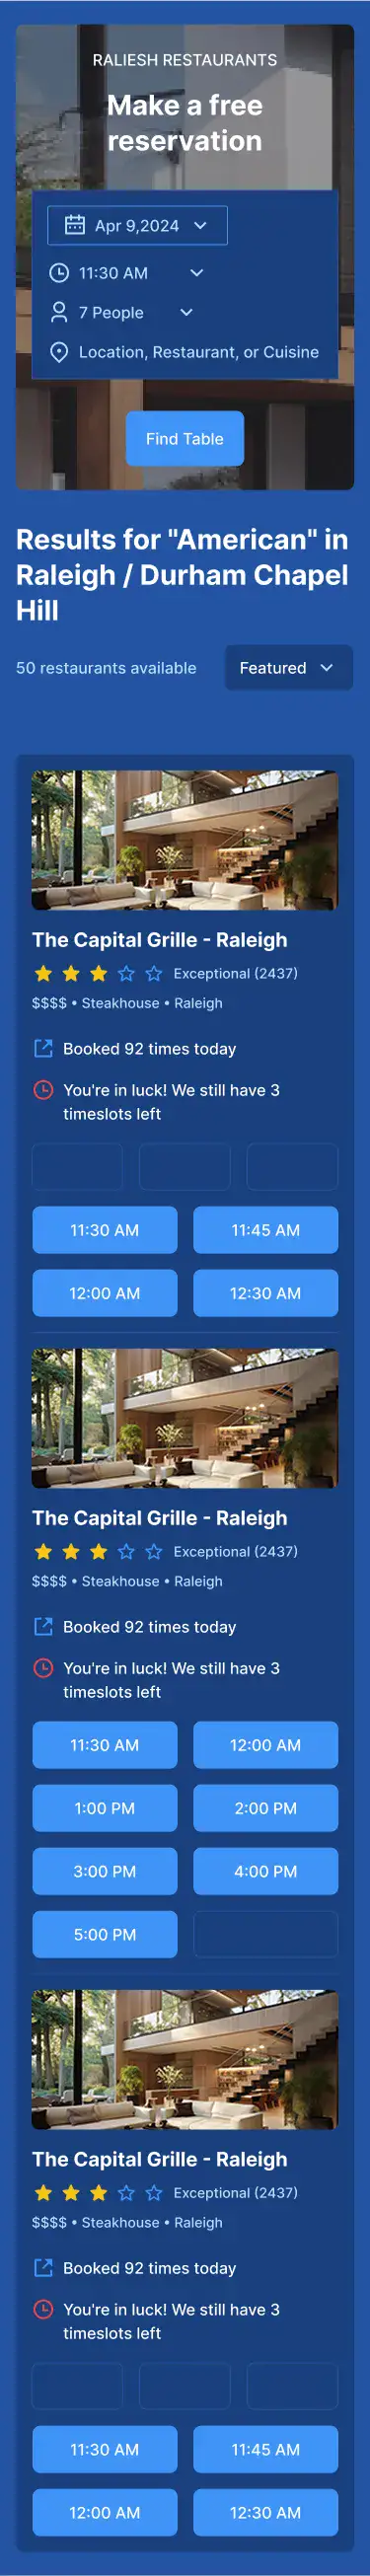 RALIESH RESTAURANTS
Make a free
reservation
Apr 9,2024
11:30 AM
7 People
Location, Restaurant, or Cuisine
Find Table
Results for "American" in
Raleigh / Durham Chapel
Hill
50 restaurants available
Featured
The Capital Grille - Raleigh
Exceptional (2437)
$$$$ • Steakhouse • Raleigh
Booked 92 times today
You're in luck! We still have 3
timeslots left
11:30 AM
11:45 AM
12:00 AM
12:30 AM
The Capital Grille - Raleigh
Exceptional (2437)
$$$$ • Steakhouse • Raleigh
Booked 92 times today
You're in luck! We still have 3
timeslots left
11:30 AM
12:00 AM
1:00 PM
2:00 PM
3:00 PM
4:00 PM
5:00 PM
The Capital Grille - Raleigh
Exceptional (2437)
$$$$ • Steakhouse • Raleigh
Booked 92 times today
You're in luck! We still have 3
timeslots left
11:30 AM
11:45 AM
12:00 AM
12:30 AM